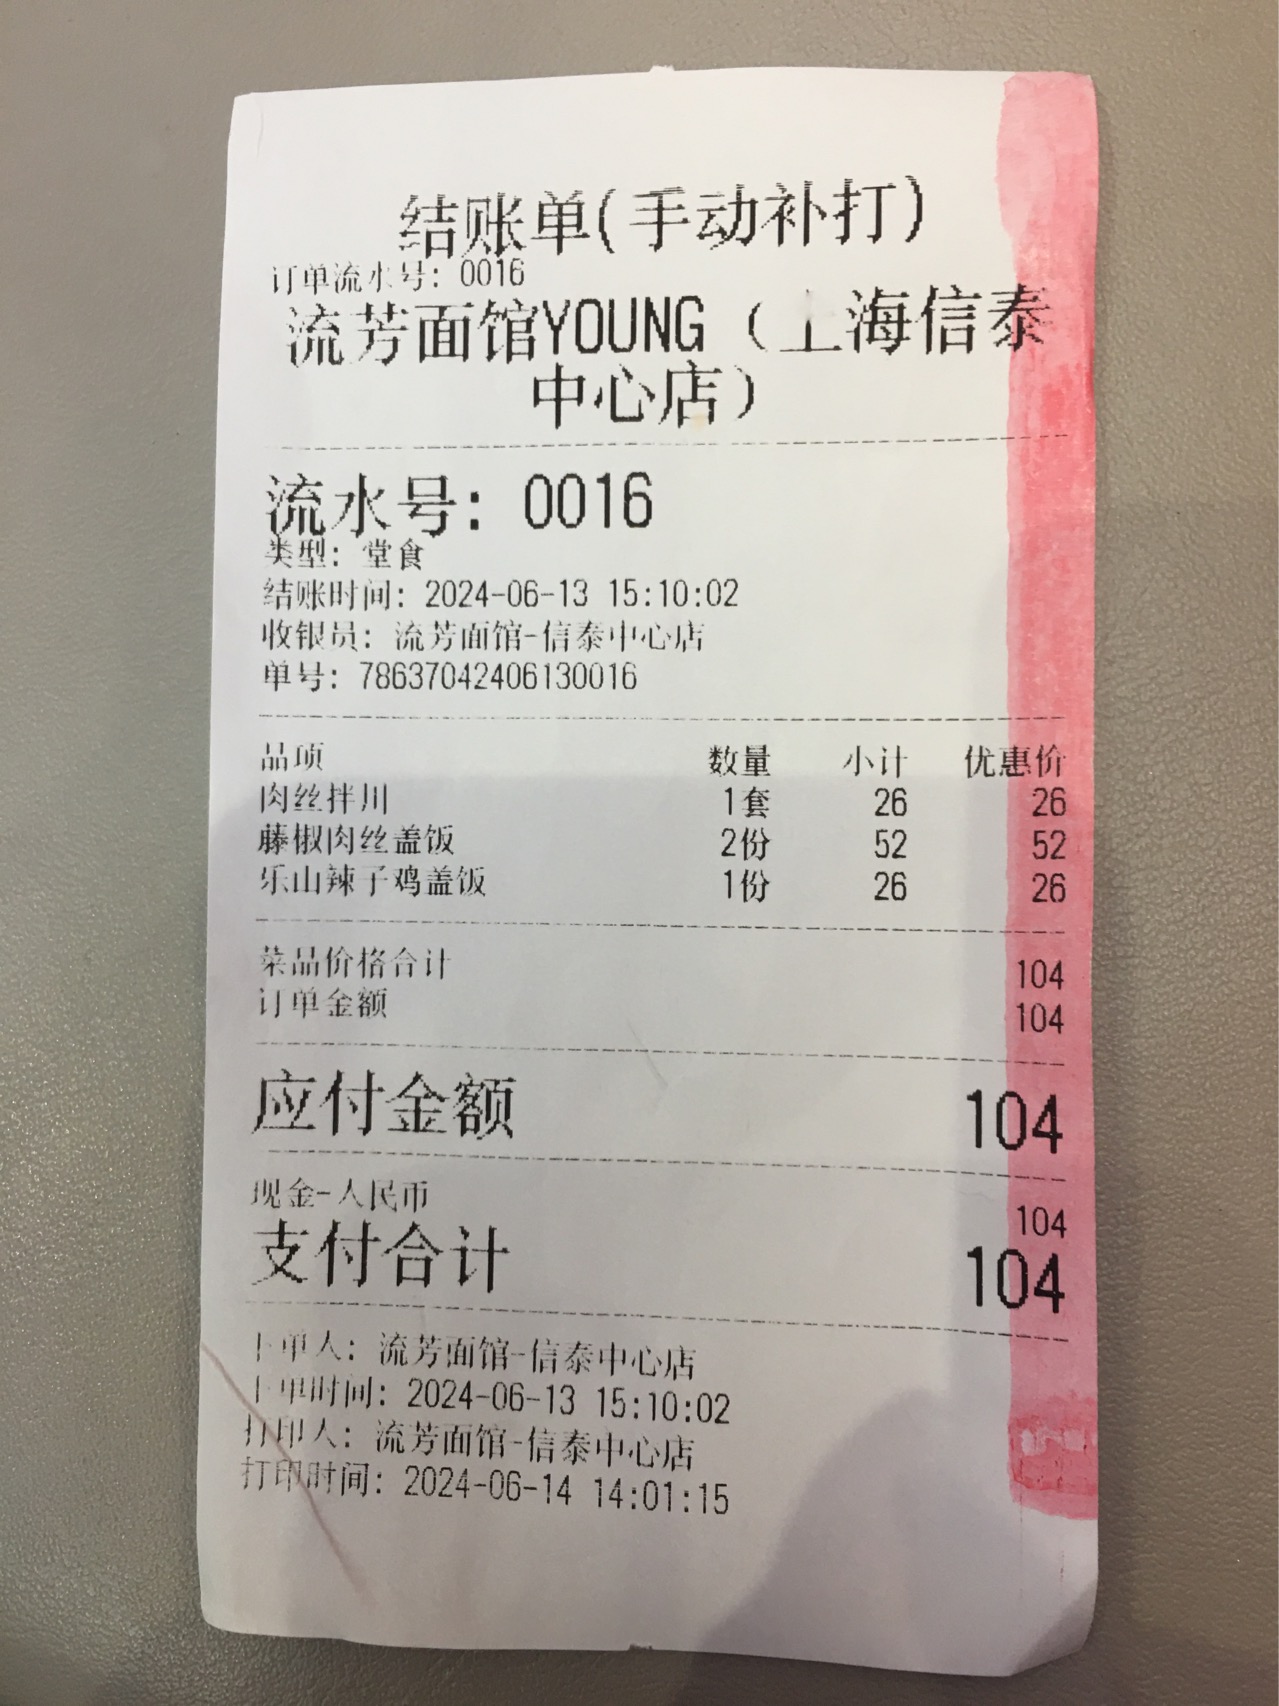 结账单(手动补打)
订单流水号: 0016
流芳面馆YOUNG（上海信泰
中心店）
流水号: 0016
类型: 堂食
结账时间: 2024-06-13 15:10:02
收银员: 流芳面馆-信泰中心店
单号: 78637042406130016
品项 数量 小计 优惠价
肉丝拌川 1套 26 26
藤椒肉丝盖饭 2份 52 52
乐山辣子鸡盖饭 1份 26 26
菜品价格合计 104
订单金额 104
应付金额 104
现金-人民币 104
支付合计 104
下单人: 流芳面馆-信泰中心店
下单时间: 2024-06-13 15:10:02
打印人: 流芳面馆-信泰中心店
打印时间: 2024-06-14 14:01:15